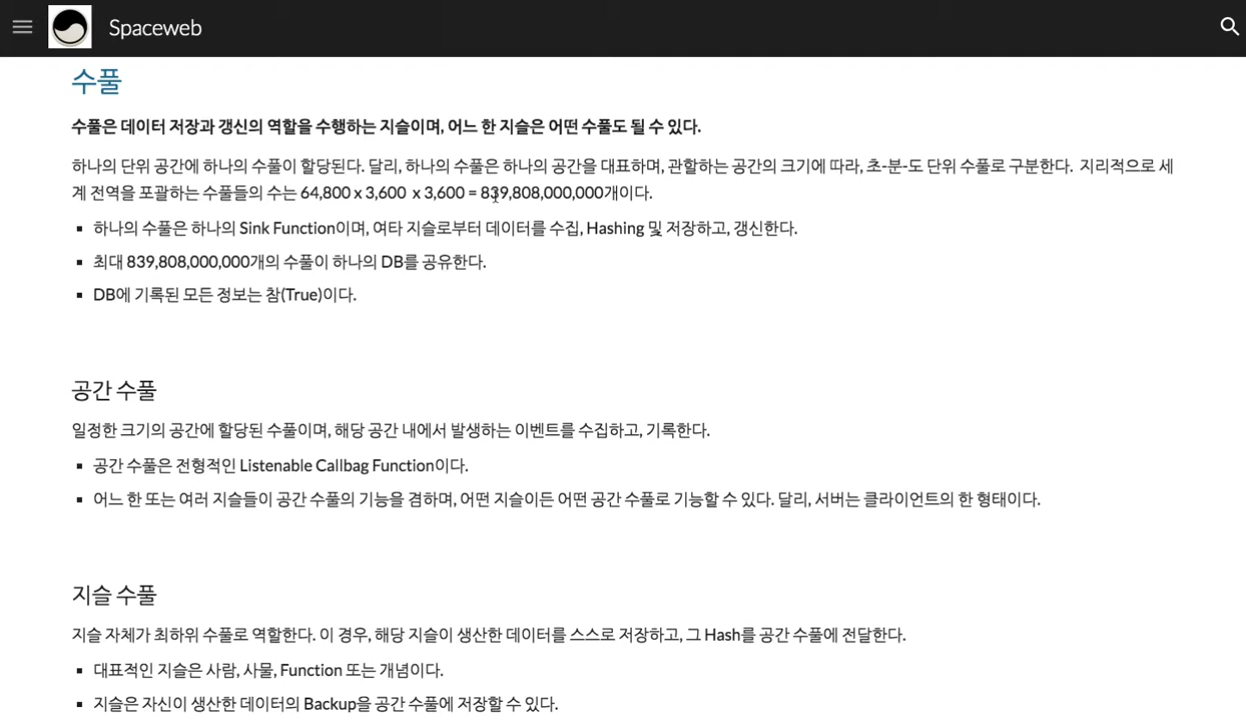 Spaceweb
수풀
수풀은 데이터 저장과 갱신의 역할을 수행하는 지슬이며, 어느 한 지슬은 어떤 수풀도 될 수 있다.
하나의 단위 공간에 하나의 수풀이 할당된다. 달리, 하나의 수풀은 하나의 공간을 대표하며, 관할하는 공간의 크기에 따라, 초-분-도 단위 수풀로 구분한다. 지리적으로 세
계 전역을 포괄하는 수풀들의 수는 64,800 x 3,600 x 3,600 = 839,808,000,000개이다.
▪ 하나의 수풀은 하나의 Sink Function이며, 여타 지슬로부터 데이터를 수집, Hashing 및 저장하고, 갱신한다.
▪ 최대 839,808,000,000개의 수풀이 하나의 DB를 공유한다.
▪ DB에 기록된 모든 정보는 참(True)이다.
공간 수풀
일정한 크기의 공간에 할당된 수풀이며, 해당 공간 내에서 발생하는 이벤트를 수집하고, 기록한다.
▪ 공간 수풀은 전형적인 Listenable Callbag Function이다.
▪ 어느 한 또는 여러 지슬들이 공간 수풀의 기능을 겸하며, 어떤 지슬이든 어떤 공간 수풀로 기능할 수 있다. 달리, 서버는 클라이언트의 한 형태이다.
지슬 수풀
지슬 자체가 최하위 수풀로 역할한다. 이 경우, 해당 지슬이 생산한 데이터를 스스로 저장하고, 그 Hash를 공간 수풀에 전달한다.
▪ 대표적인 지슬은 사람, 사물, Function 또는 개념이다.
▪ 지슬은 자신이 생산한 데이터의 Backup을 공간 수풀에 저장할 수 있다.